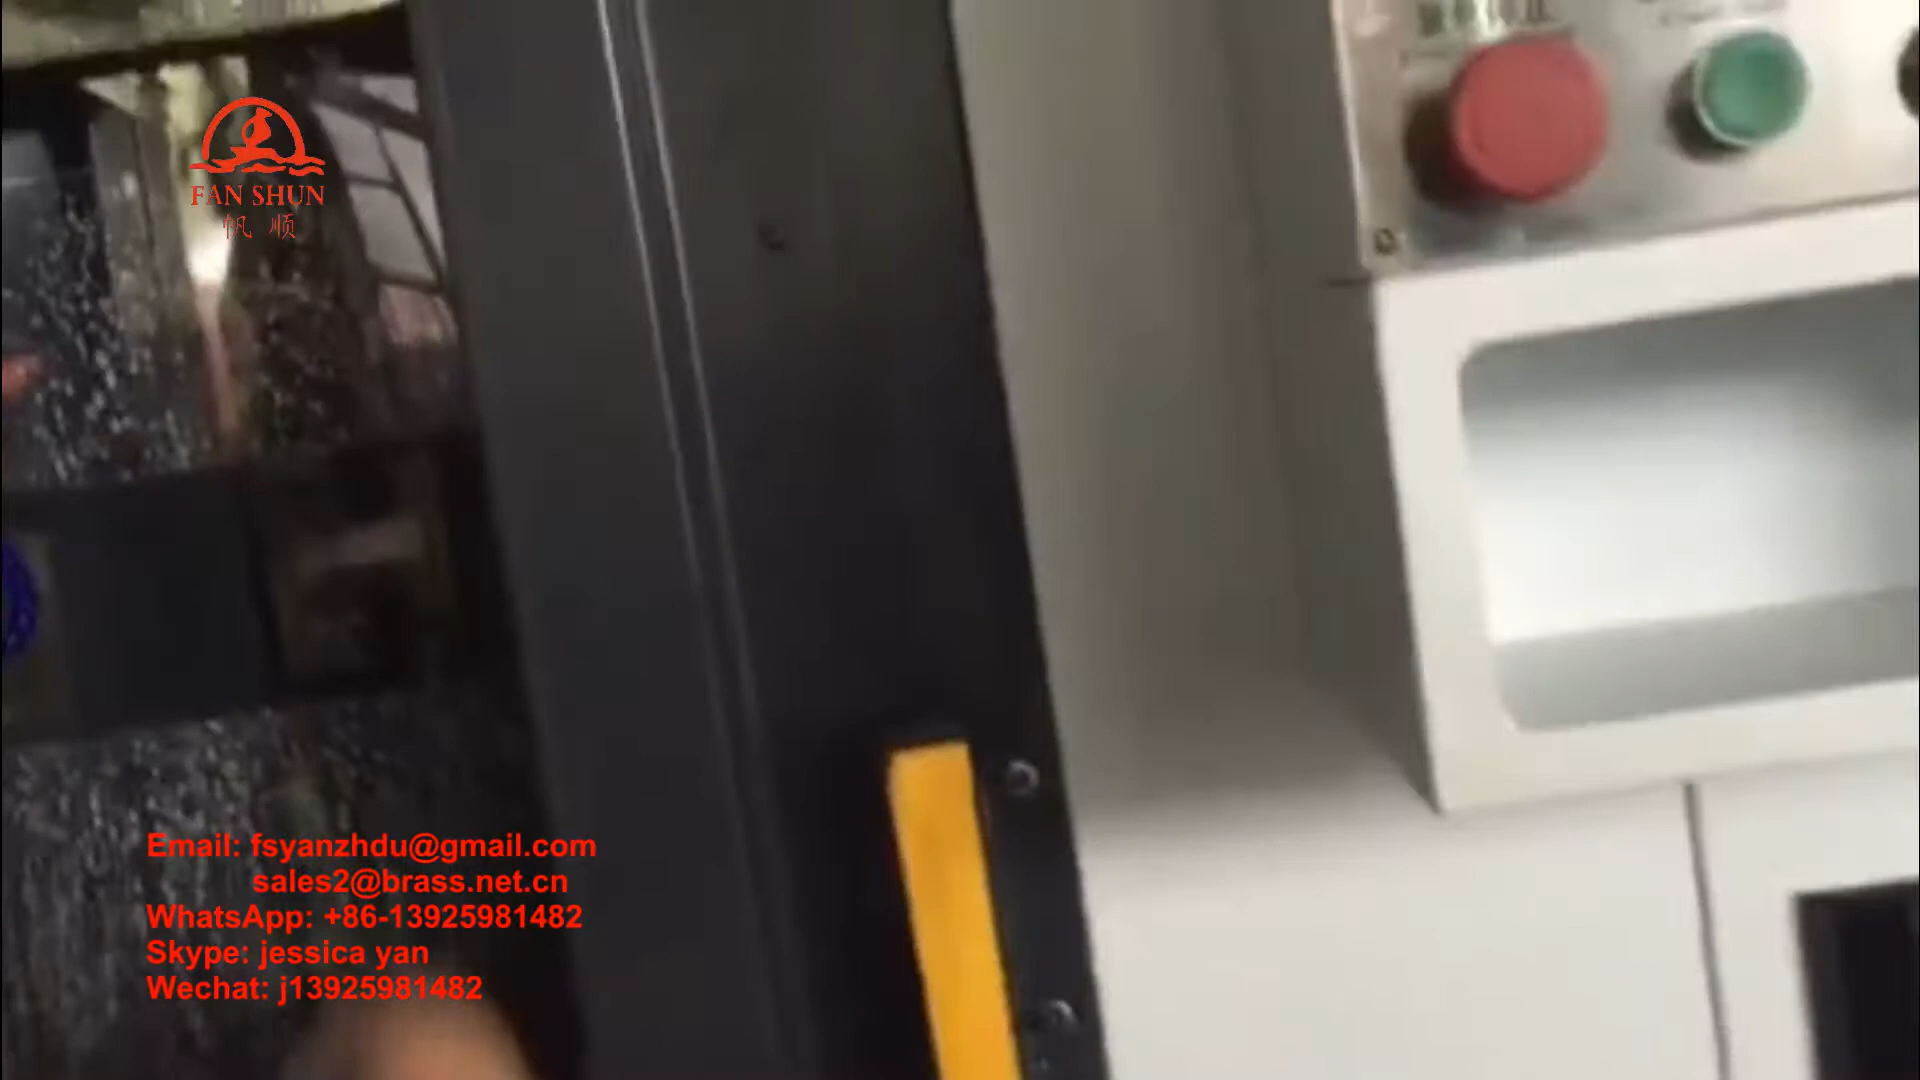 FAN SHUN
帆 顺
Email: fsyanzhdu@gmail.com
sales2@brass.net.cn
WhatsApp: +86-13925981482
Skype: jessica yan
Wechat: j13925981482